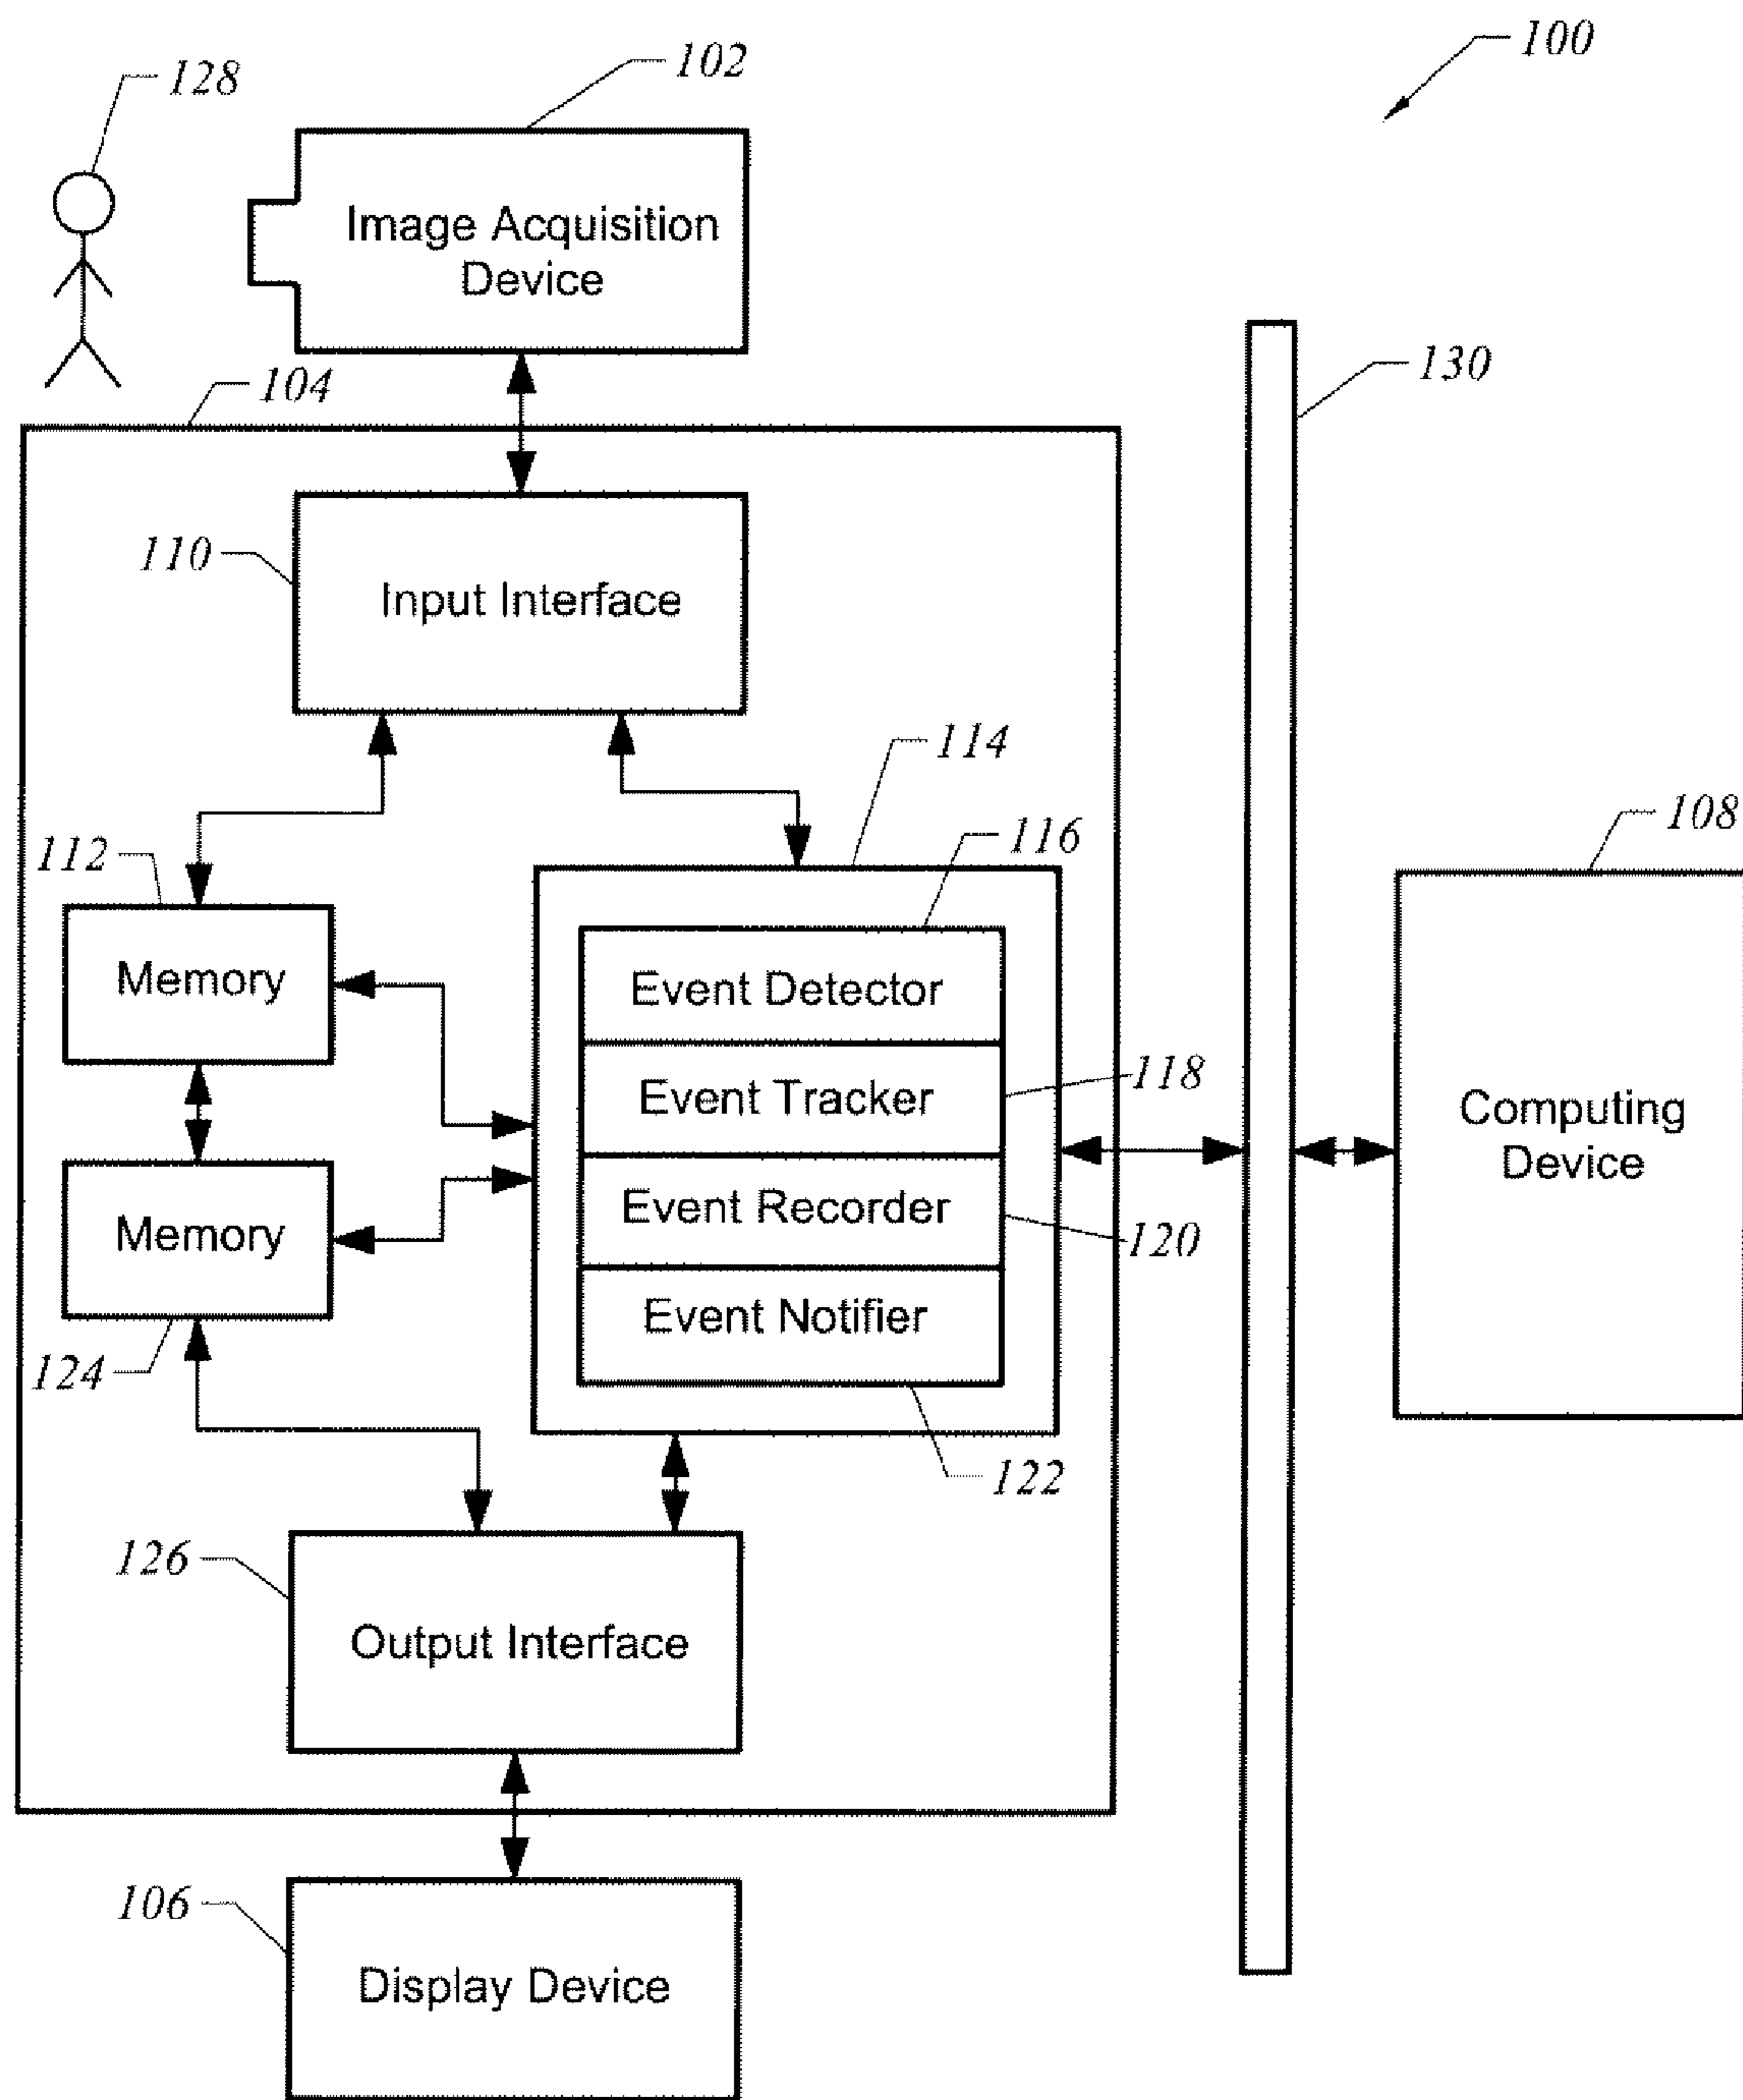 100
102
128
Image Acquisition
Device
104
130
110
Input Interface
114
108
116
112
Memory
Event Detector
118
Event Tracker
Computing
Device
Event Recorder
120
Memory
Event Notifier
124
122
126
Output Interface
106
Display Device